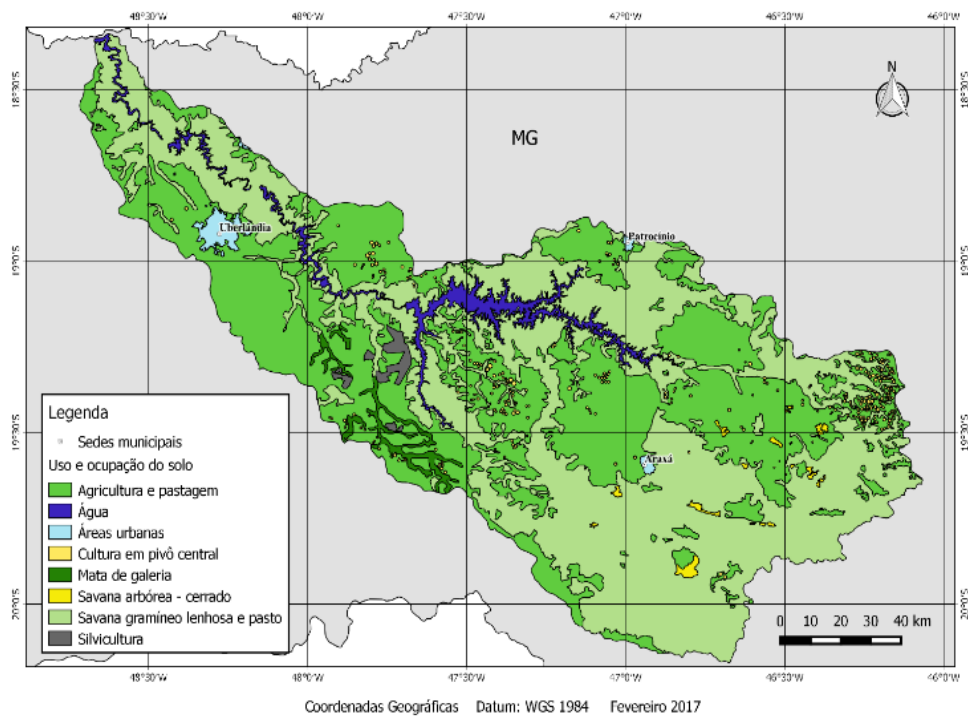 48°30'W 48°0'W 47°30'W 47°0'W 46°30'W 46°0'W
N
18°30'S 18°30'S
MG
Uberlândia
Patrocínio
19°0'S 19°0'S
19°30'S 19°30'S
Araxá
20°0'S 20°0'S
Legenda
Sedes municipais
Uso e ocupação do solo
Agricultura e pastagem
Água
Áreas urbanas
Cultura em pivô central
Mata de galeria
Savana arbórea - cerrado
Savana gramíneo lenhosa e pasto
Silvicultura
0 10 20 30 40 km
48°30'W 48°0'W 47°30'W 47°0'W 46°30'W 46°0'W
Coordenadas Geográficas Datum: WGS 1984 Fevereiro 2017